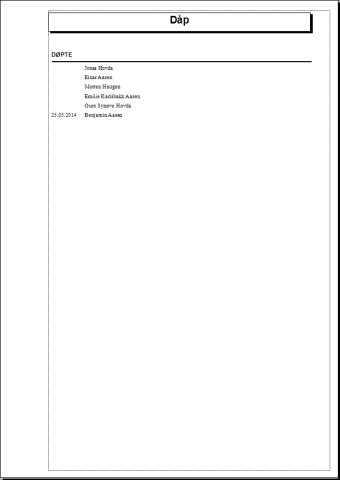 Dåp
DØPTE
Jonas Hovda
Einar Aasen
Morten Haugen
Emilie Karlsbakk Aasen
Guro Synøve Hovda
25.05.2014 Benjamin Aasen